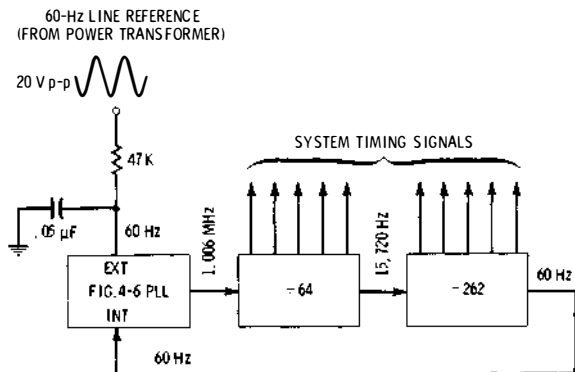 60-Hz LINE REFERENCE
(FROM POWER TRANSFORMER)
20 V p-p
47K
.05 µF
60 Hz
SYSTEM TIMING SIGNALS
1.006 MHz
15,720 Hz
EXT
FIG. 4-6 PLL
INT
÷64
÷262
60 Hz
60 Hz